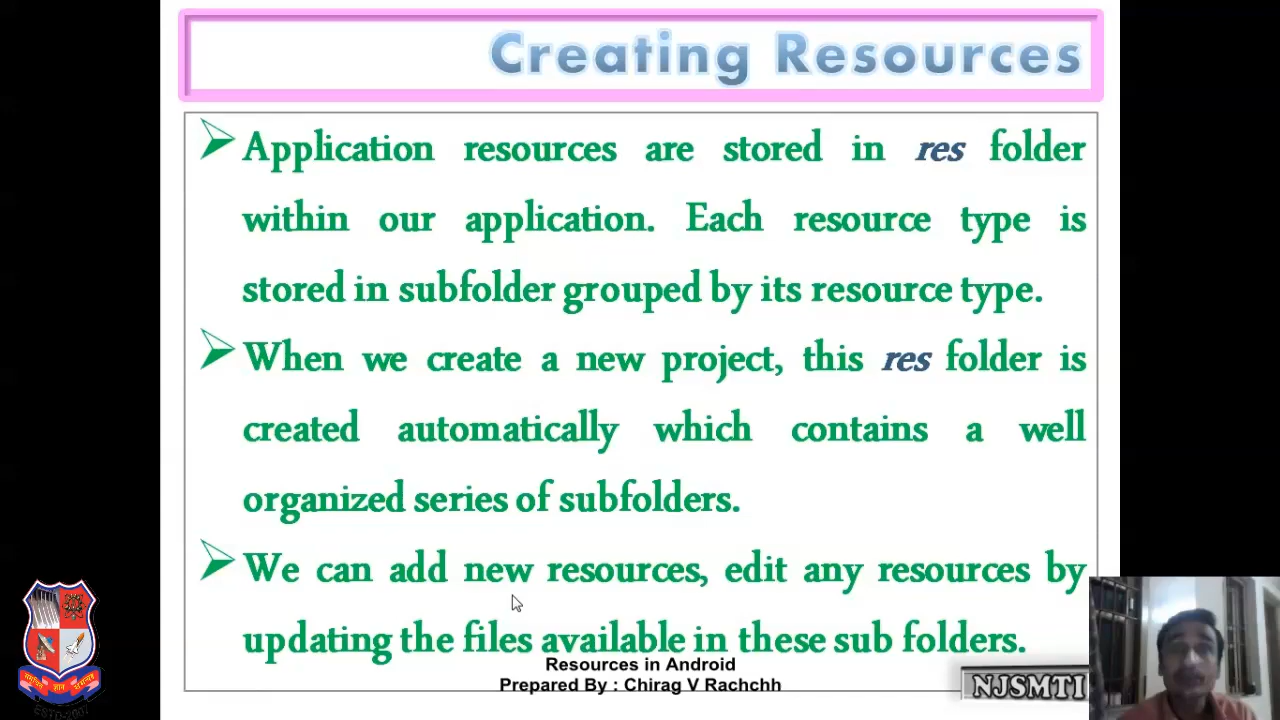 Creating Resources
Application resources are stored in res folder
within our application. Each resource type is
stored in subfolder grouped by its resource type.
When we create a new project, this res folder is
created automatically which contains a well
organized series of subfolders.
We can add new resources, edit any resources by
updating the files available in these sub folders.
Resources in Android
Prepared By : Chirag V Rachchh
NJSMTI
ESTD-2007